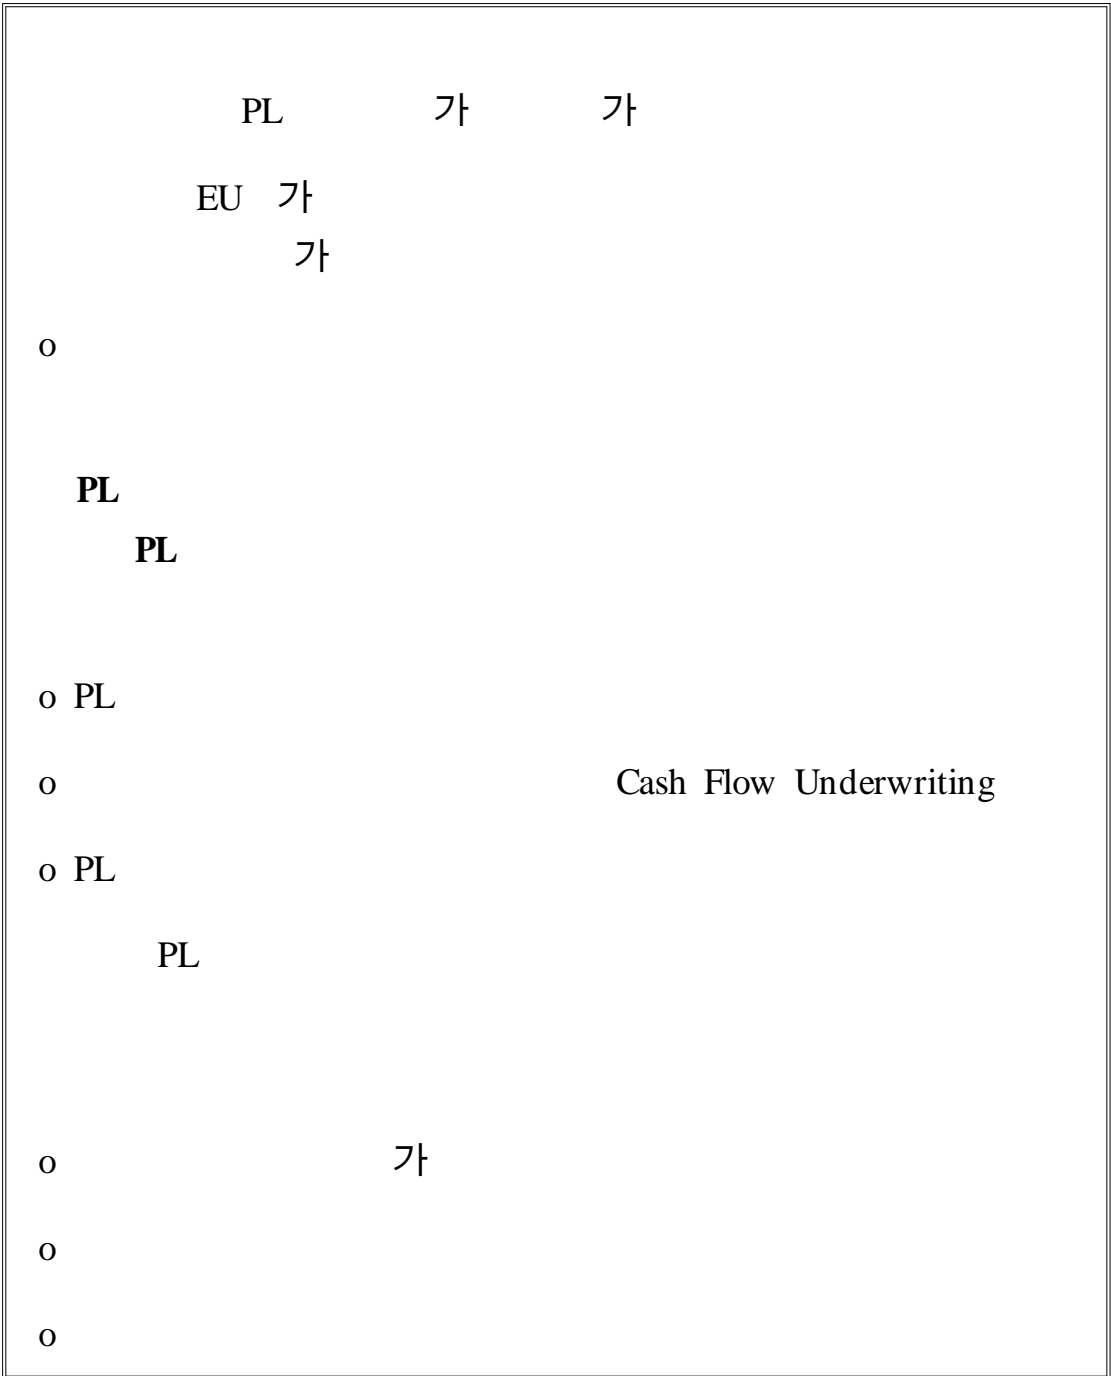 PL 가 가
EU 가
가
o
PL
PL
o PL
o Cash Flow Underwriting
o PL
PL
o 가
o
o